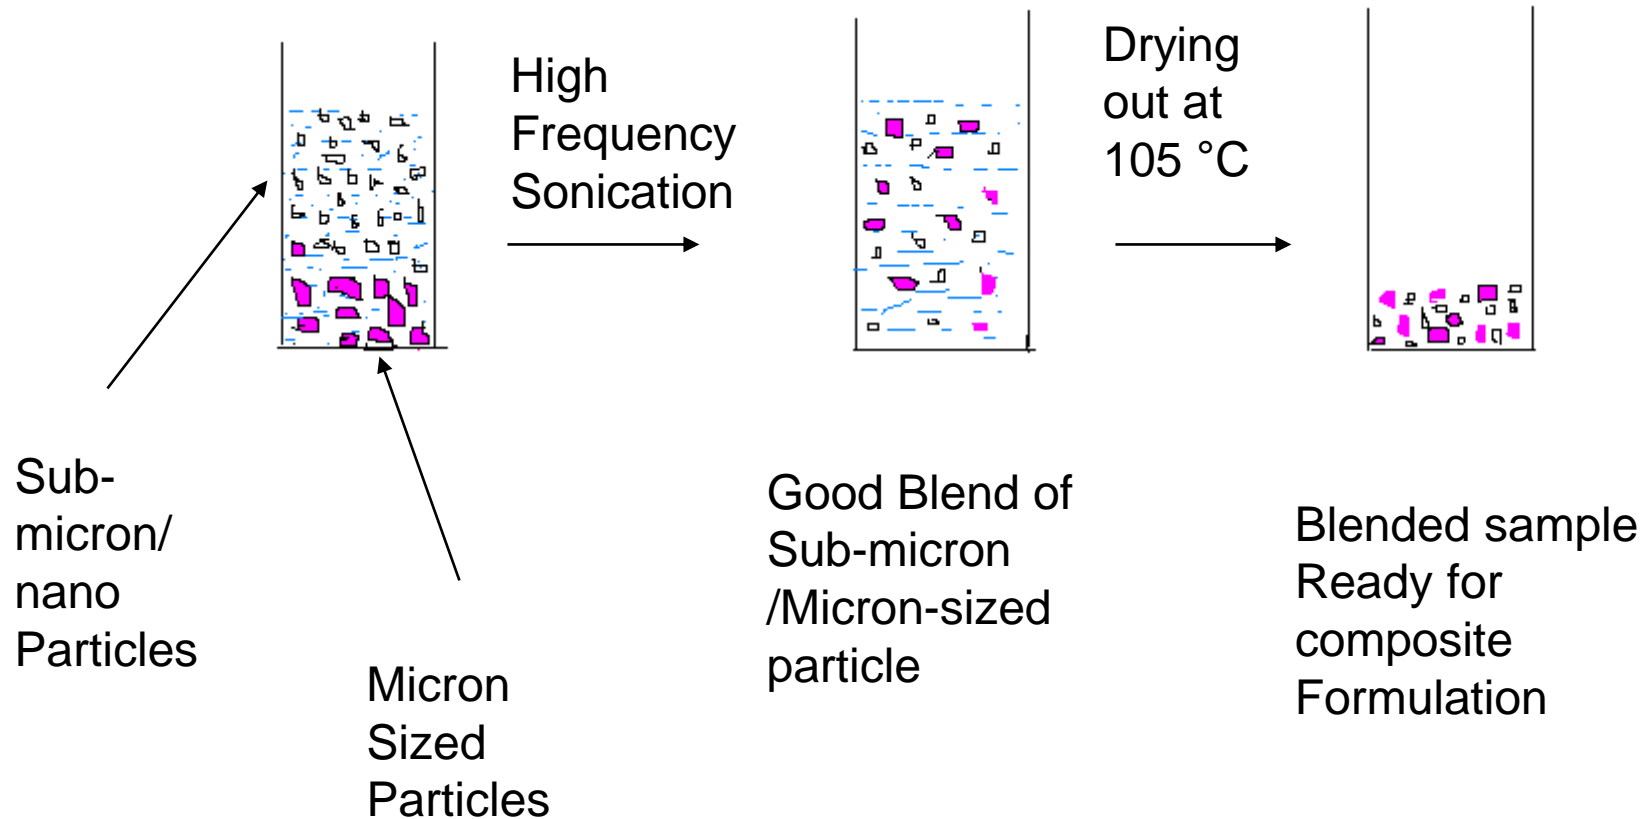 High
Frequency
Sonication
Drying
out at
105 °C
Sub-
micron/
nano
Particles
Micron
Sized
Particles
Good Blend of
Sub-micron
/Micron-sized
particle
Blended sample
Ready for
composite
Formulation